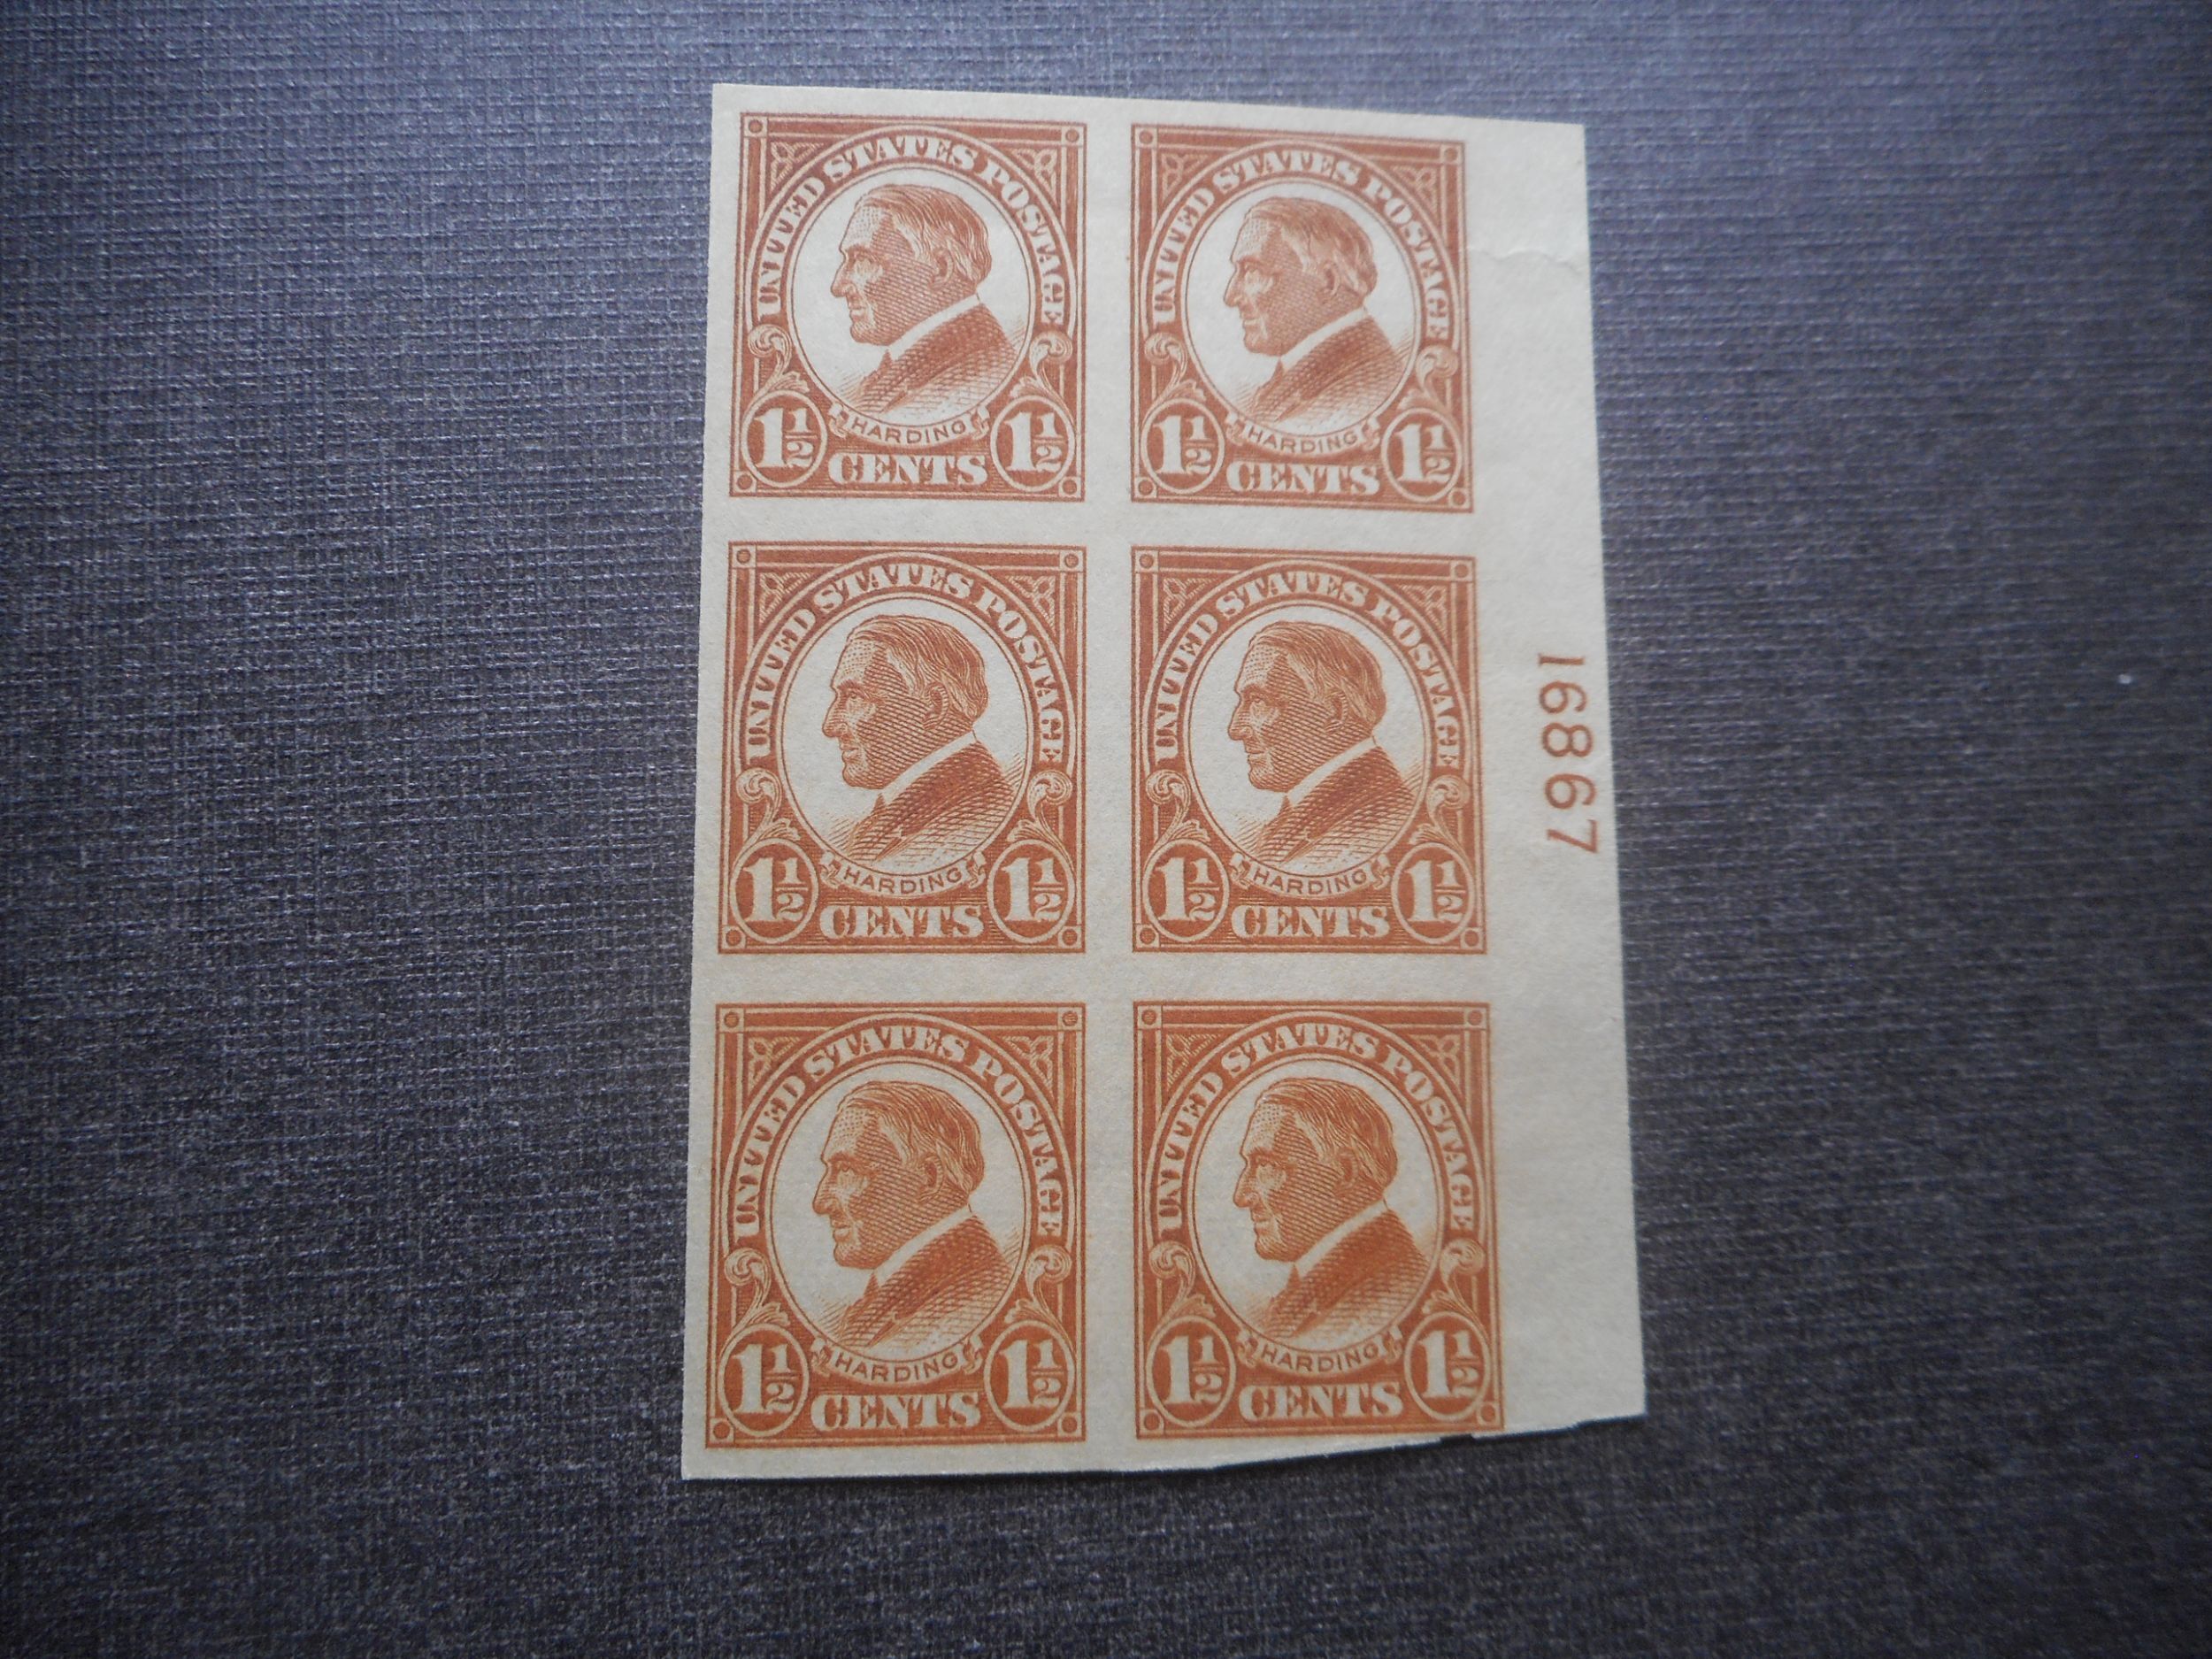 UNITED STATES POSTAGE
HARDING
1½ CENTS 1½
UNITED STATES POSTAGE
HARDING
1½ CENTS 1½
UNITED STATES POSTAGE
HARDING
1½ CENTS 1½
UNITED STATES POSTAGE
HARDING
1½ CENTS 1½
16867
UNITED STATES POSTAGE
HARDING
1½ CENTS 1½
UNITED STATES POSTAGE
HARDING
1½ CENTS 1½